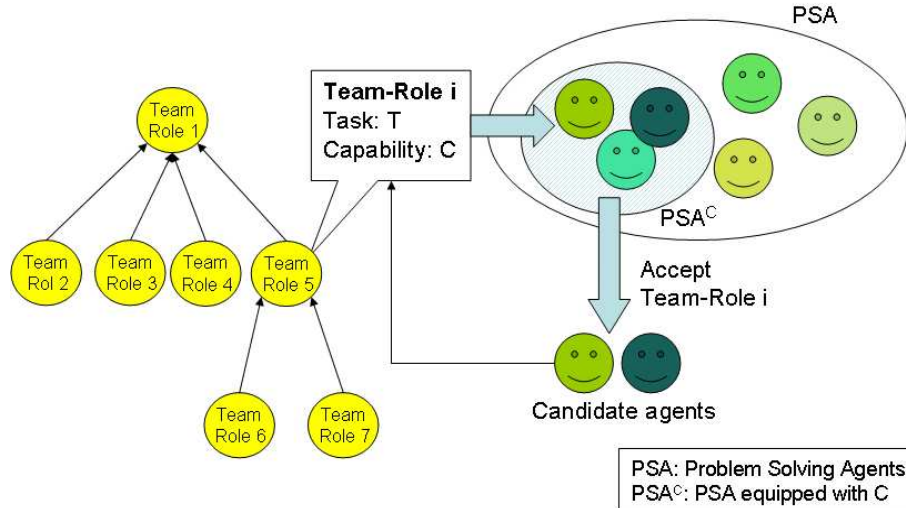 PSA
Team-Role i
Task: T
Capability: C
Team
Role 1
PSAC
Team
Rol 2
Team
Role 3
Team
Role 4
Team
Role 5
Accept
Team-Role i
Team
Role 6
Team
Role 7
Candidate agents
PSA: Problem Solving Agents
PSAC: PSA equipped with C